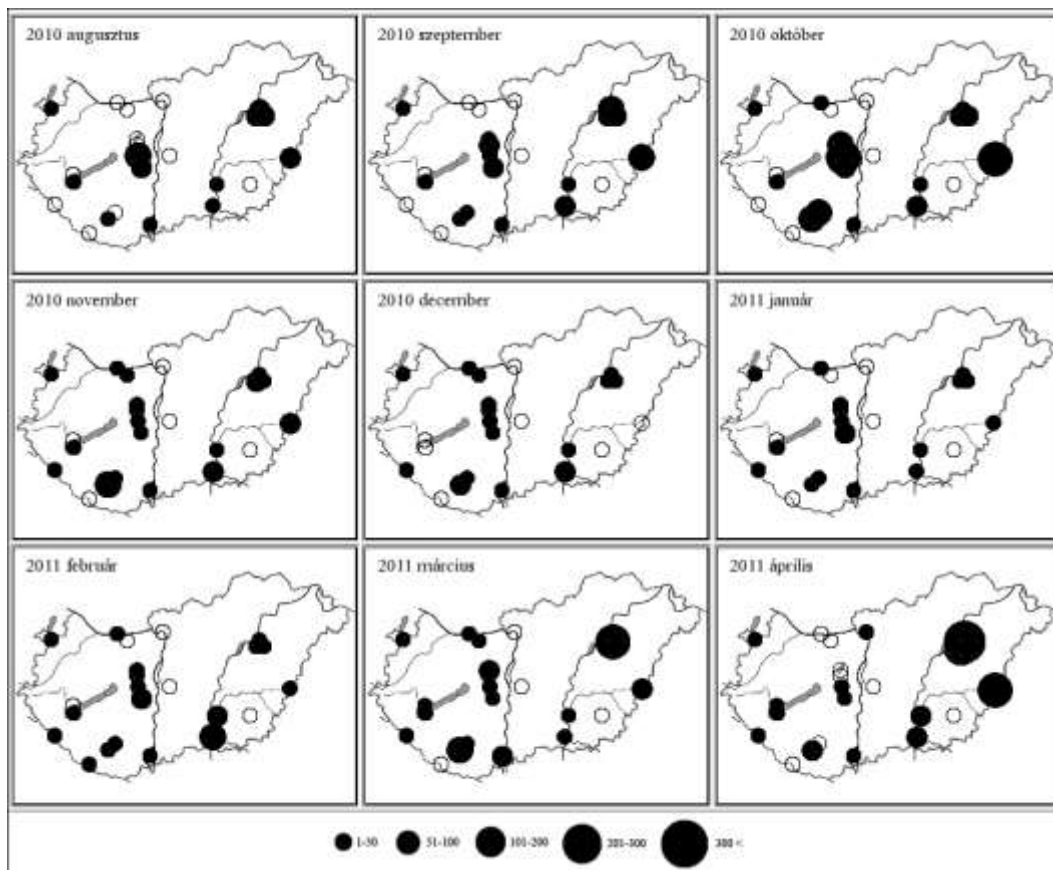 2010 augusztus
2010 szeptember
2010 október
2010 november
2010 december
2011 január
2011 február
2011 március
2011 április
1-50 51-100 101-200 201-300 300 <